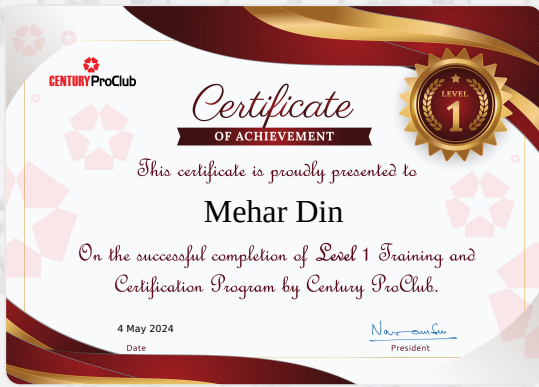 CENTURY ProClub
Certificate
OF ACHIEVEMENT
LEVEL
1
This certificate is proudly presented to
Mehar Din
On the successful completion of Level 1 Training and
Certification Program by Century ProClub.
4 May 2024
Date
President